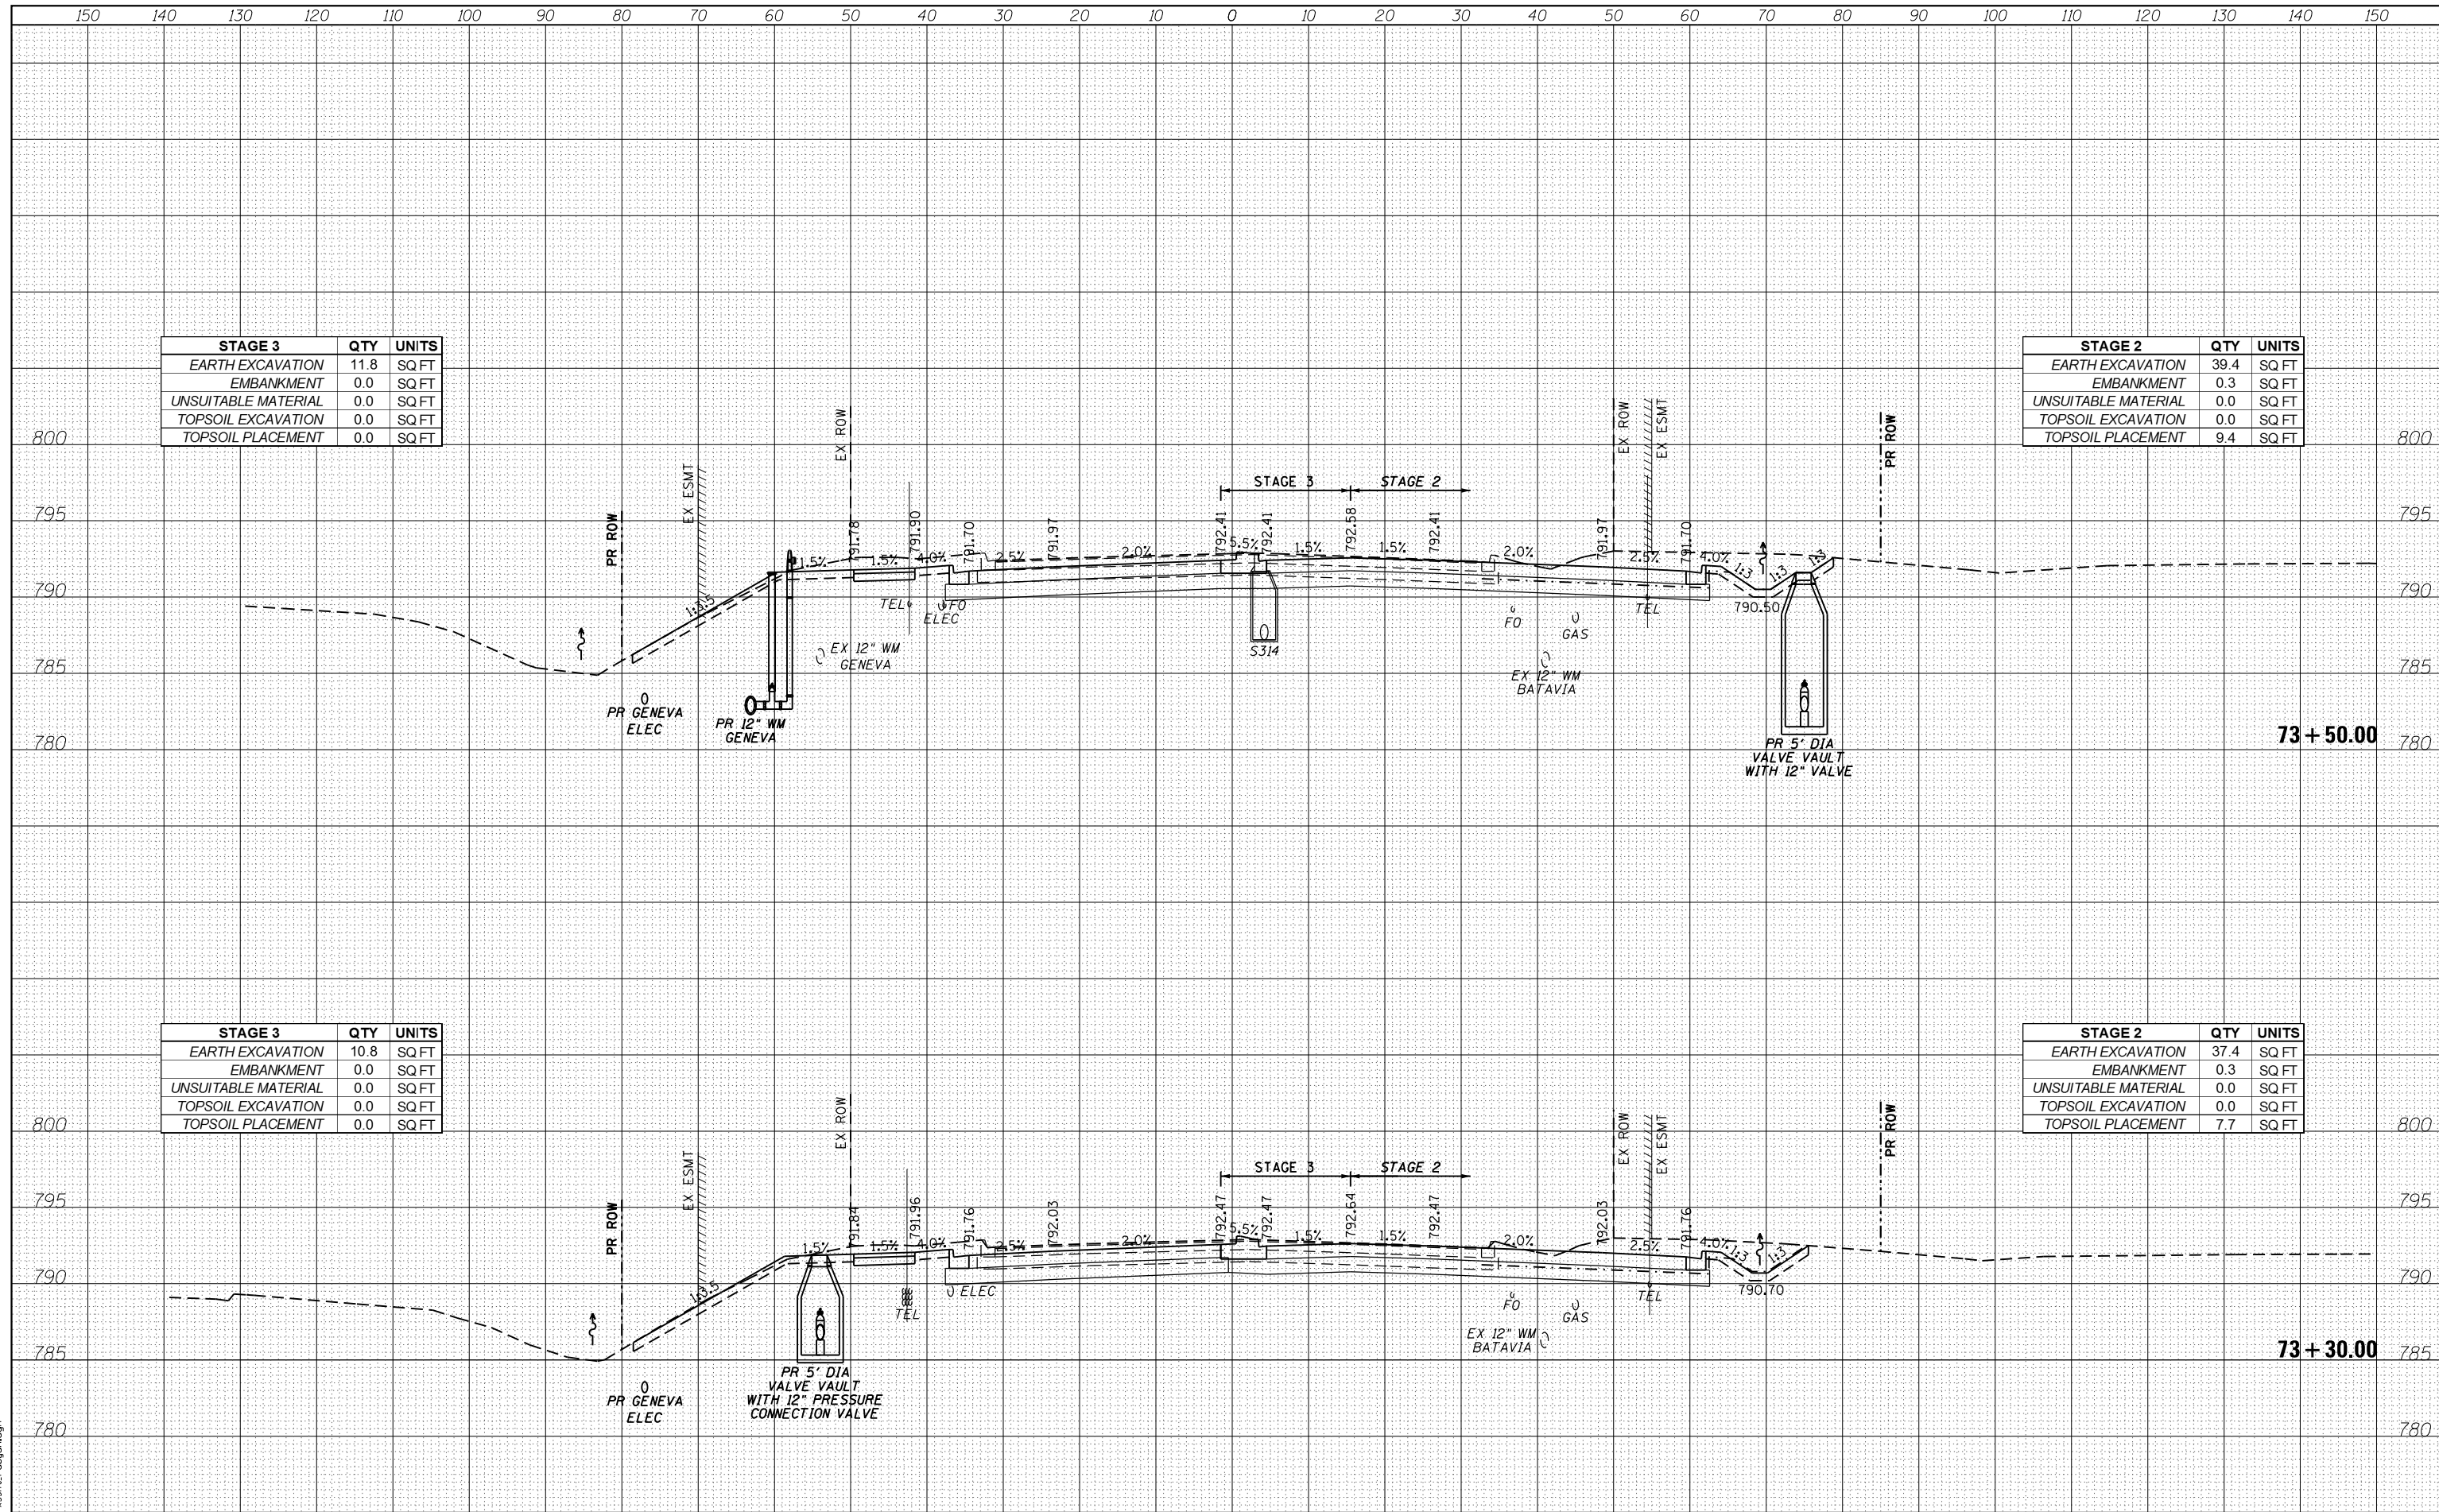 150 140 130 120 110 100 90 80 70 60 50 40 30 20 10 0 10 20 30 40 50 60 70 80 90 100 110 120 130 140 150
STAGE 3 QTY UNITS
EARTH EXCAVATION 11.8 SQ FT
EMBANKMENT 0.0 SQ FT
UNSUITABLE MATERIAL 0.0 SQ FT
TOPSOIL EXCAVATION 0.0 SQ FT
TOPSOIL PLACEMENT 0.0 SQ FT
STAGE 2 QTY UNITS
EARTH EXCAVATION 39.4 SQ FT
EMBANKMENT 0.3 SQ FT
UNSUITABLE MATERIAL 0.0 SQ FT
TOPSOIL EXCAVATION 0.0 SQ FT
TOPSOIL PLACEMENT 9.4 SQ FT
800 800
795 795
790 790
785 785
780 780
PR ROW
EX ESMT
EX ROW
EX ROW
EX ESMT
PR ROW
STAGE 3 STAGE 2
791.78
791.90
791.70
791.97
792.41
792.41
792.58
792.41
791.97
791.70
1:3.5
1.5%
1.5%
4.0%
2.5%
2.0%
5.5%
1.5%
1.5%
2.0%
2.5%
4.0%
1:3
1:3
1:3
790.50
TEL
FO
ELEC
EX 12" WM
GENEVA
S314
FO
GAS
EX 12" WM
BATAVIA
TEL
PR GENEVA
ELEC
PR 12" WM
GENEVA
PR 5' DIA
VALVE VAULT
WITH 12" VALVE
73+50.00
STAGE 3 QTY UNITS
EARTH EXCAVATION 10.8 SQ FT
EMBANKMENT 0.0 SQ FT
UNSUITABLE MATERIAL 0.0 SQ FT
TOPSOIL EXCAVATION 0.0 SQ FT
TOPSOIL PLACEMENT 0.0 SQ FT
STAGE 2 QTY UNITS
EARTH EXCAVATION 37.4 SQ FT
EMBANKMENT 0.3 SQ FT
UNSUITABLE MATERIAL 0.0 SQ FT
TOPSOIL EXCAVATION 0.0 SQ FT
TOPSOIL PLACEMENT 7.7 SQ FT
800 800
795 795
790 790
785 785
780 780
PR ROW
EX ESMT
EX ROW
EX ROW
EX ESMT
PR ROW
STAGE 3 STAGE 2
791.84
791.96
791.76
792.03
792.47
792.47
792.64
792.47
792.03
791.76
1:3.5
1.5%
1.5%
4.0%
2.5%
2.0%
5.5%
1.5%
1.5%
2.0%
2.5%
4.0%
1:3
1:3
790.70
TEL
ELEC
FO
GAS
EX 12" WM
BATAVIA
TEL
PR GENEVA
ELEC
PR 5' DIA
VALVE VAULT
WITH 12" PRESSURE
CONNECTION VALVE
73+30.00